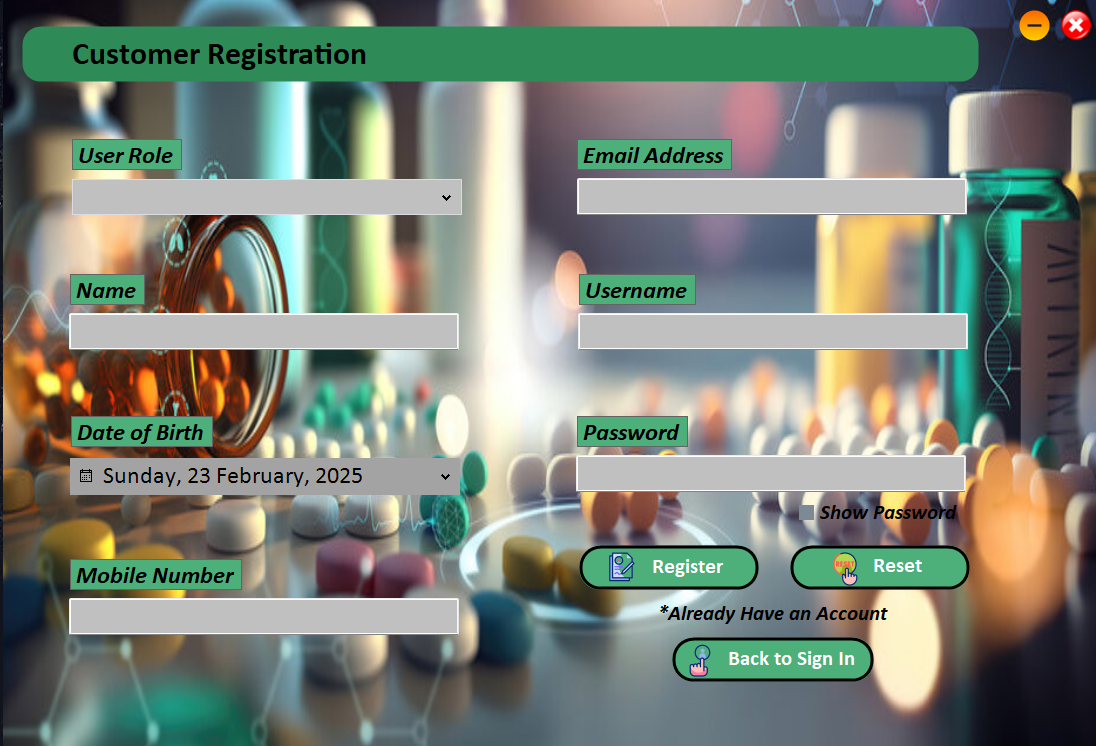 Customer Registration
User Role
Email Address
Name
Username
Date of Birth
Password
Sunday, 23 February, 2025
Show Password
Mobile Number
Register
Reset
*Already Have an Account
Back to Sign In